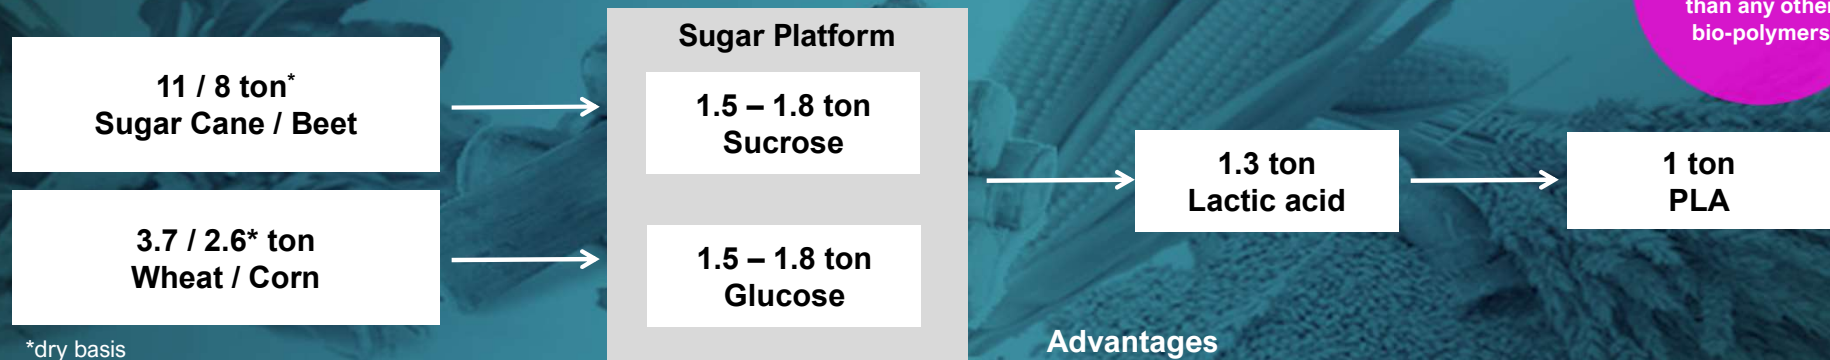 than any other
bio-polymers
Sugar Platform
11 / 8 ton*
Sugar Cane / Beet
1.5 – 1.8 ton
Sucrose
3.7 / 2.6* ton
Wheat / Corn
1.5 – 1.8 ton
Glucose
1.3 ton
Lactic acid
1 ton
PLA
*dry basis
Advantages